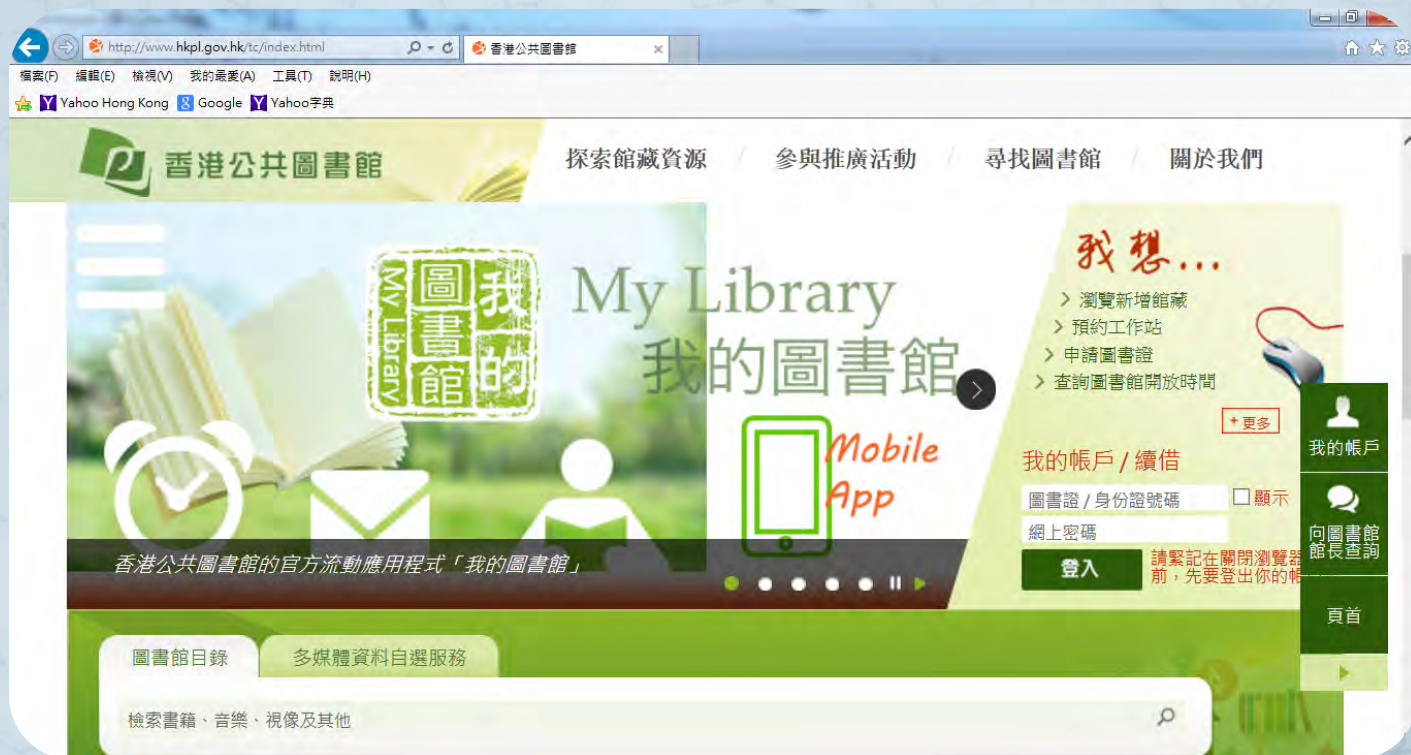 http://www.hkpl.gov.hk/tc/index.html
香港公共圖書館
檔案(F) 編輯(E) 檢視(V) 我的最愛(A) 工具(T) 說明(H)
Yahoo Hong Kong Google Yahoo字典
香港公共圖書館
探索館藏資源 / 參與推廣活動 / 尋找圖書館 / 關於我們
我的圖書館
My Library
My Library
我的圖書館
Mobile
App
香港公共圖書館的官方流動應用程式「我的圖書館」
我想...
> 瀏覽新增館藏
> 預約工作站
> 申請圖書證
> 查詢圖書館開放時間
+更多
我的帳戶 / 續借
圖書證 / 身份證號碼
顯示
網上密碼
登入
請緊記在關閉瀏覽器
前，先要登出你的帳
我的帳戶
向圖書館
館長查詢
頁首
圖書館目錄
多媒體資料自選服務
檢索書籍、音樂、視像及其他